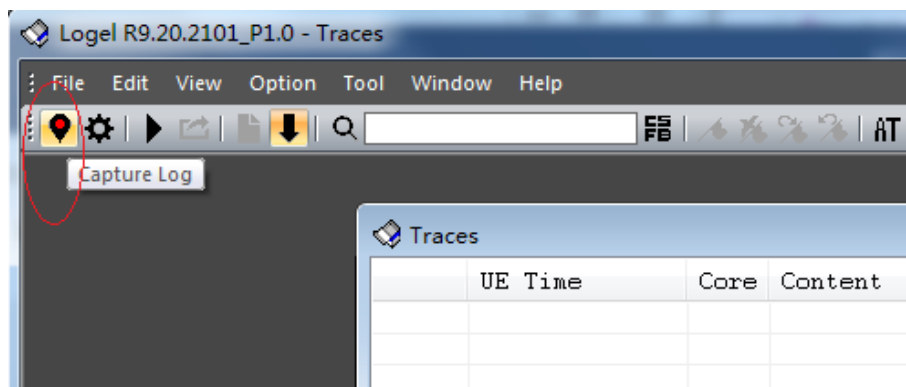 Logel R9.20.2101_P1.0 - Traces
File Edit View Option Tool Window Help
AT
Capture Log
Traces
UE Time Core Content